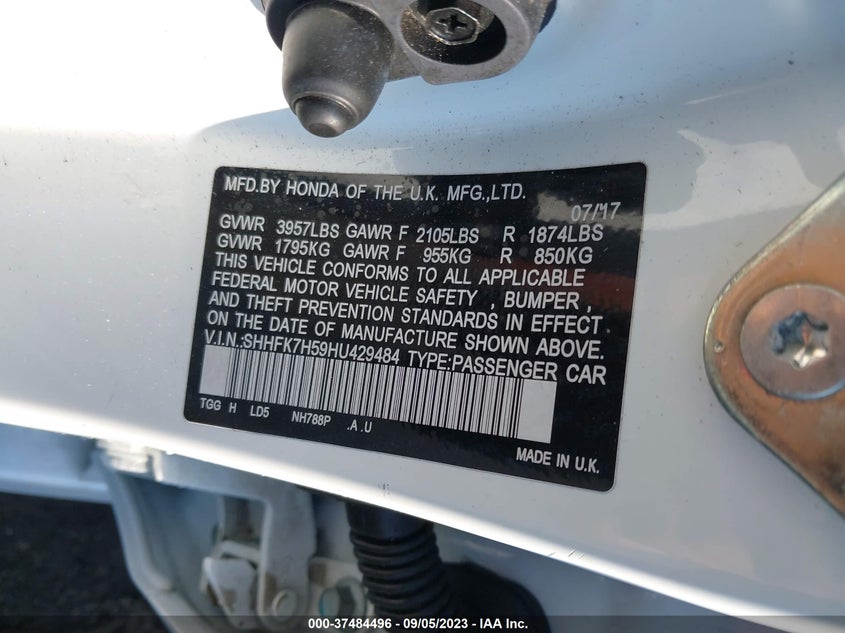 MFD.BY HONDA OF THE U.K. MFG.,LTD.
07/17
GVWR 3957LBS GAWR F 2105LBS R 1874LBS
GVWR 1795KG GAWR F 955KG R 850KG
THIS VEHICLE CONFORMS TO ALL APPLICABLE
FEDERAL MOTOR VEHICLE SAFETY, BUMPER,
AND THEFT PREVENTION STANDARDS IN EFFECT
ON THE DATE OF MANUFACTURE SHOWN ABOVE.
V.I.N.:SHHFK7H59HU429484 TYPE:PASSENGER CAR
TGG H LD5 NH788P .A.U
MADE IN U.K.
000-37484496 - 09/05/2023 - IAA Inc.